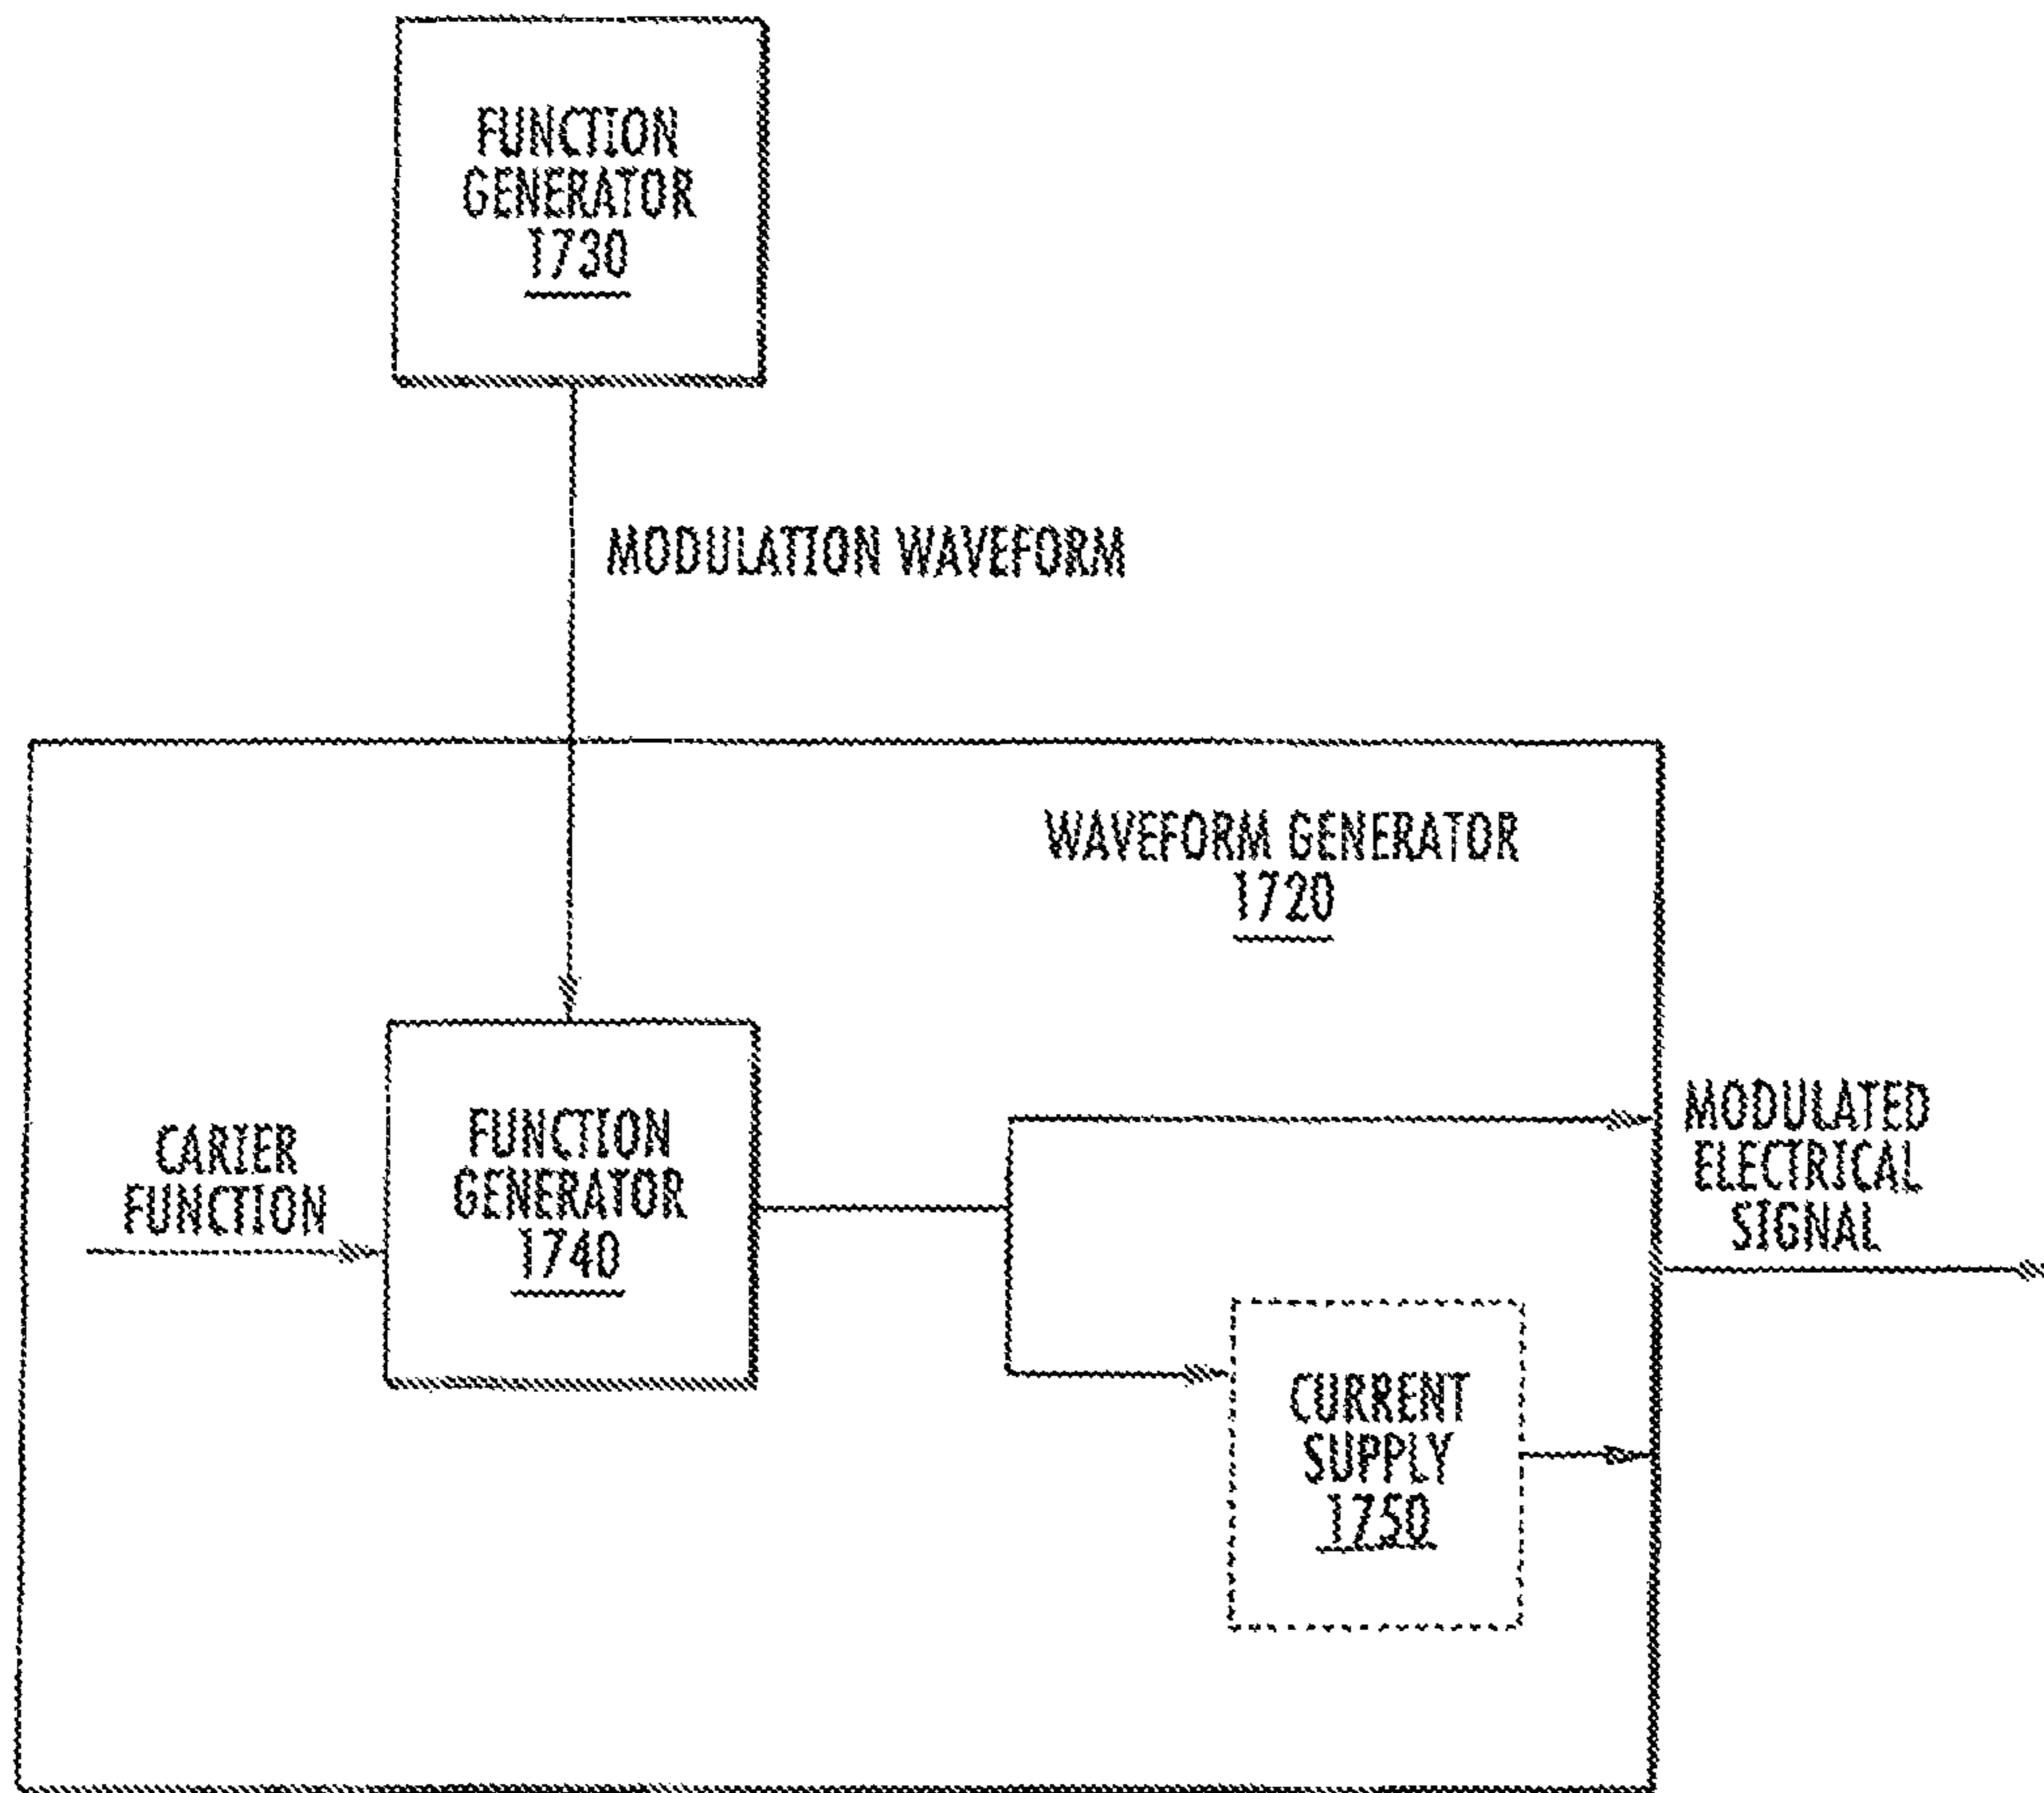 FUNCTION
GENERATOR
1730
MODULATION WAVEFORM
WAVEFORM GENERATOR
1720
CARIER
FUNCTION
FUNCTION
GENERATOR
1740
MODULATED
ELECTRICAL
SIGNAL
CURRENT
SUPPLY
1750